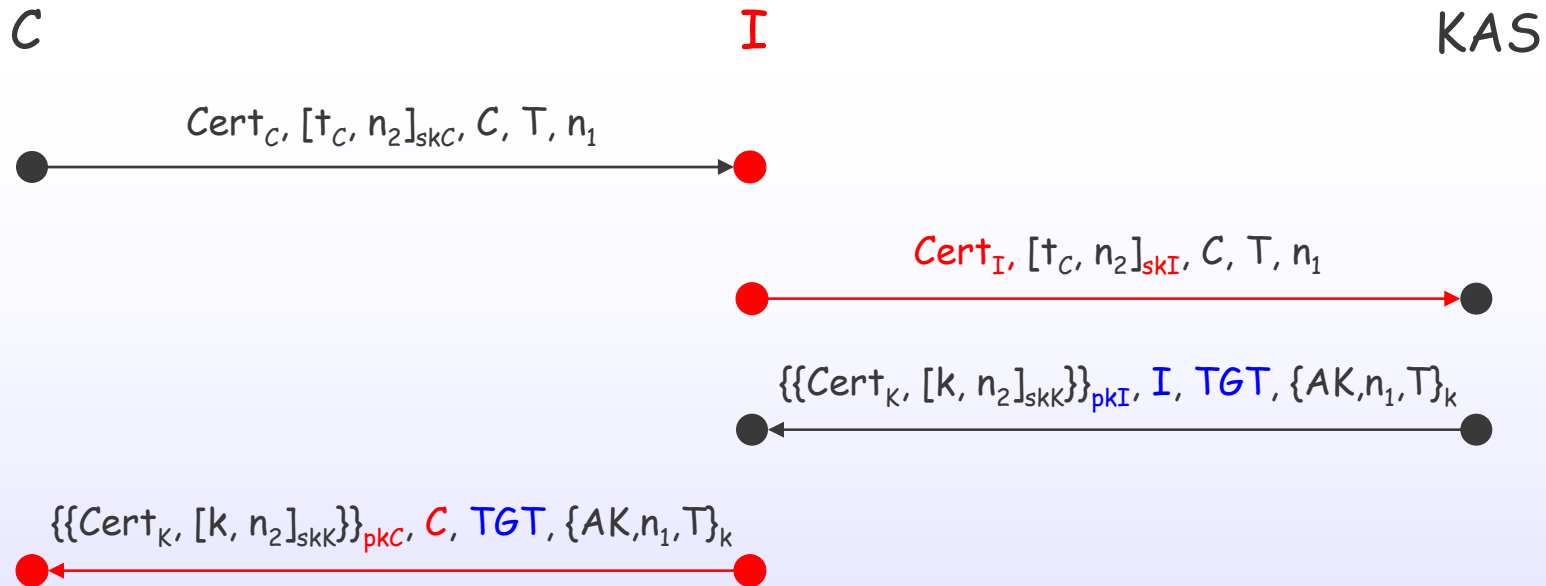 C I KAS
Cert_C, [t_C, n_2]_skC, C, T, n_1
Cert_I, [t_C, n_2]_skI, C, T, n_1
{{Cert_K, [k, n_2]_skK}}_pkI, I, TGT, {AK,n_1,T}_k
{{Cert_K, [k, n_2]_skK}}_pkC, C, TGT, {AK,n_1,T}_k